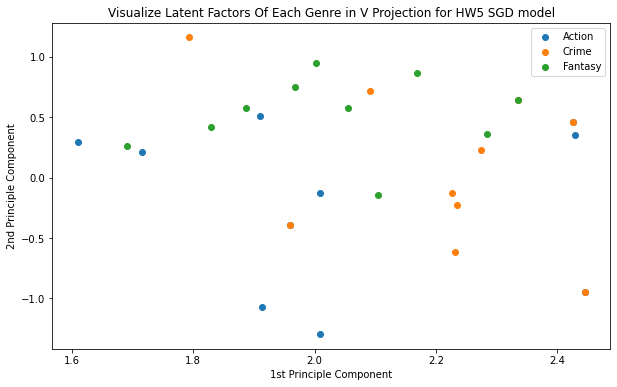 Visualize Latent Factors Of Each Genre in V Projection for HW5 SGD model
Action
Crime
Fantasy
2nd Principle Component
1.0
0.5
0.0
−0.5
−1.0
1.6
1.8
2.0
2.2
2.4
1st Principle Component